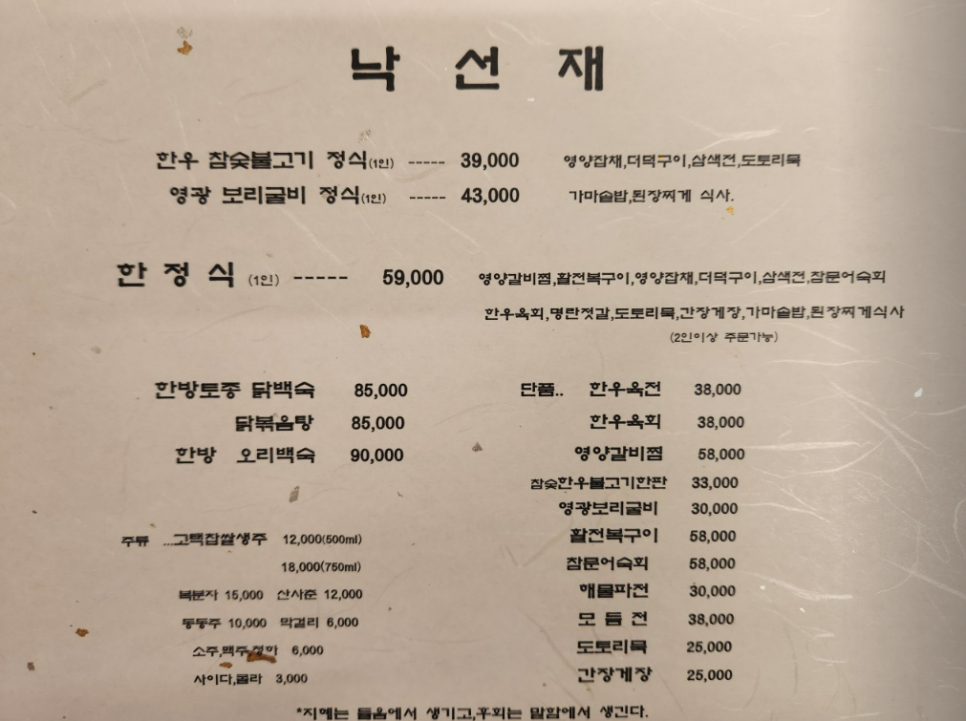 낙 선 재
한우 참숯불고기 정식(1인) ----- 39,000 영양잡채,더덕구이,삼색전,도토리묵
영광 보리굴비 정식(1인) ----- 43,000 가마솥밥,된장찌게 식사.
한 정 식 (1인) ----- 59,000 영양갈비찜,활전복구이,영양잡채,더덕구이,삼색전,참문어숙회
한우육회,명란젓갈,도토리묵,간장게장,가마솥밥,된장찌게식사
(2인이상 주문가능)
한방토종 닭백숙 85,000
닭볶음탕 85,000
한방 오리백숙 90,000
단품.. 한우육전 38,000
한우육회 38,000
영양갈비찜 58,000
참숯한우불고기한판 33,000
영광보리굴비 30,000
활전복구이 58,000
참문어숙회 58,000
해물파전 30,000
모 듬 전 38,000
도토리묵 25,000
간장게장 25,000
주류 ...고택찹쌀생주 12,000(500ml)
18,000(750ml)
복분자 15,000 산사춘 12,000
동동주 10,000 막걸리 6,000
소주,맥주,청하 6,000
사이다,콜라 3,000
*지혜는 들음에서 생기고,후회는 말함에서 생긴다.